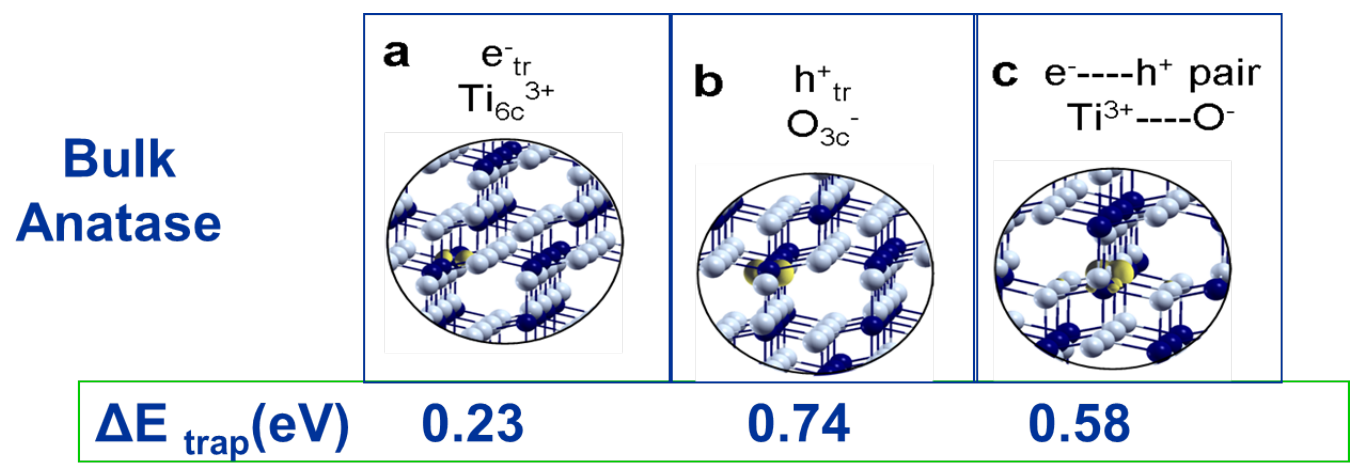 Bulk
Anatase
a
e⁻tr
Ti6c³⁺
b
h⁺tr
O3c⁻
c
e⁻----h⁺ pair
Ti³⁺----O⁻
ΔE trap(eV) 0.23 0.74 0.58